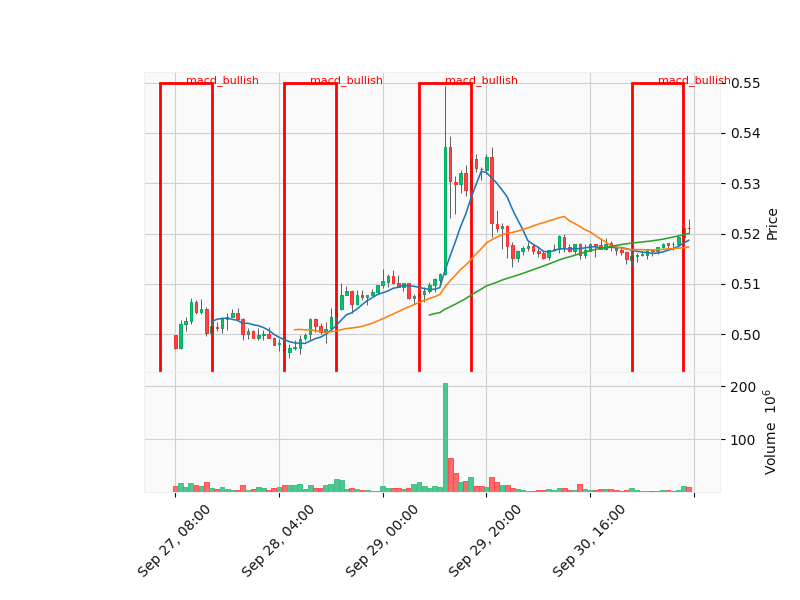 macd_bullish macd_bullish macd_bullish macd_bullish
0.55
0.54
0.53
0.52
0.51
0.50
Price
200
100
Volume 10^6
Sep 27, 08:00
Sep 28, 04:00
Sep 29, 00:00
Sep 29, 20:00
Sep 30, 16:00